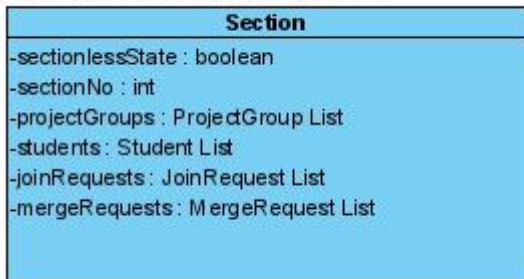 Section
-sectionlessState : boolean
-sectionNo : int
-projectGroups : ProjectGroup List
-students : Student List
-joinRequests : JoinRequest List
-mergeRequests : MergeRequest List